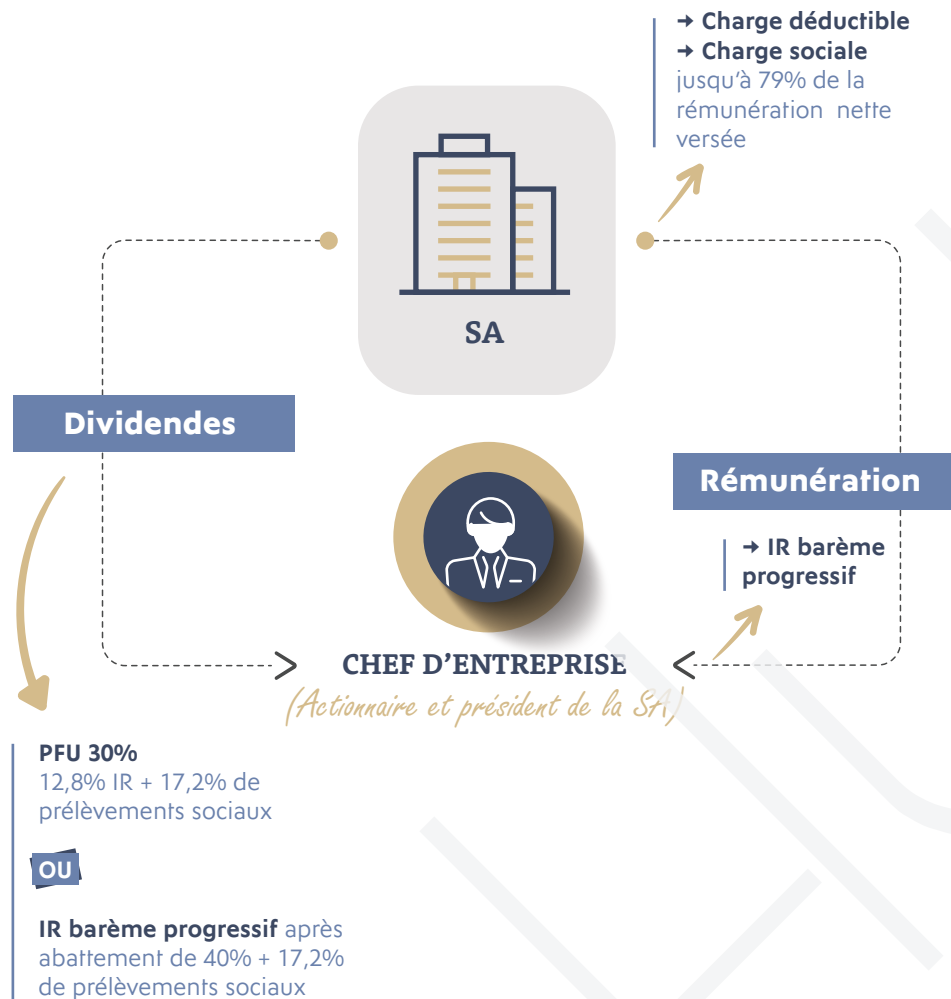 → Charge déductible
→ Charge sociale
jusqu'à 79% de la
rémunération nette
versée
SA
Dividendes
Rémunération
→ IR barème
progressif
CHEF D'ENTREPRISE
(Actionnaire et président de la SA)
PFU 30%
12,8% IR + 17,2% de
prélèvements sociaux
OU
IR barème progressif après
abattement de 40% + 17,2%
de prélèvements sociaux